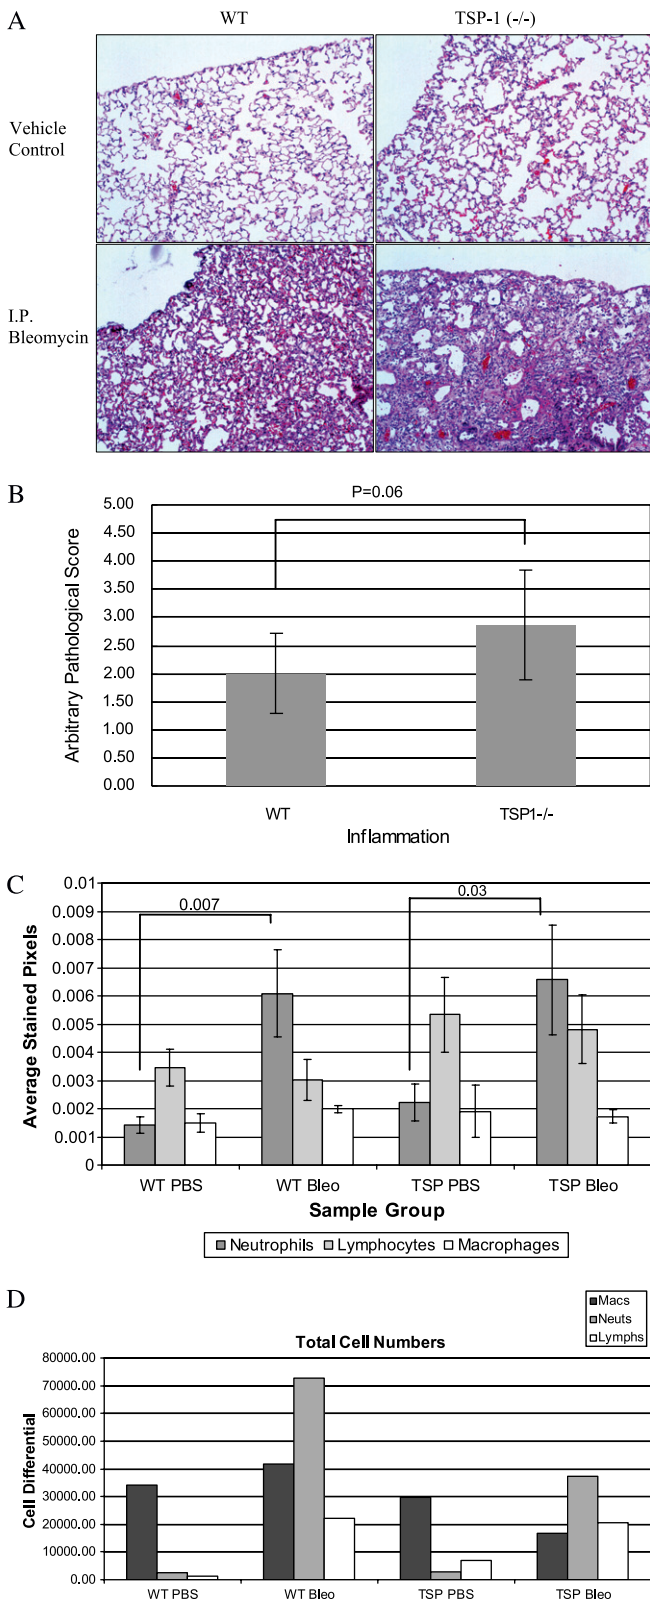 A
WT
TSP-1 (-/-)
Vehicle
Control
I.P.
Bleomycin
B
P=0.06
5.00
4.50
4.00
3.50
3.00
2.50
2.00
1.50
1.00
0.50
0.00
Arbitrary Pathological Score
WT
TSP1-/-
Inflammation
C
0.01
0.009
0.008
0.007
0.006
0.005
0.004
0.003
0.002
0.001
0
Average Stained Pixels
0.007
0.03
WT PBS
WT Bleo
TSP PBS
TSP Bleo
Sample Group
Neutrophils
Lymphocytes
Macrophages
D
Macs
Neuts
Lymphs
Total Cell Numbers
80000.00
70000.00
60000.00
50000.00
40000.00
30000.00
20000.00
10000.00
0.00
Cell Differential
WT PBS
WT Bleo
TSP PBS
TSP Bleo